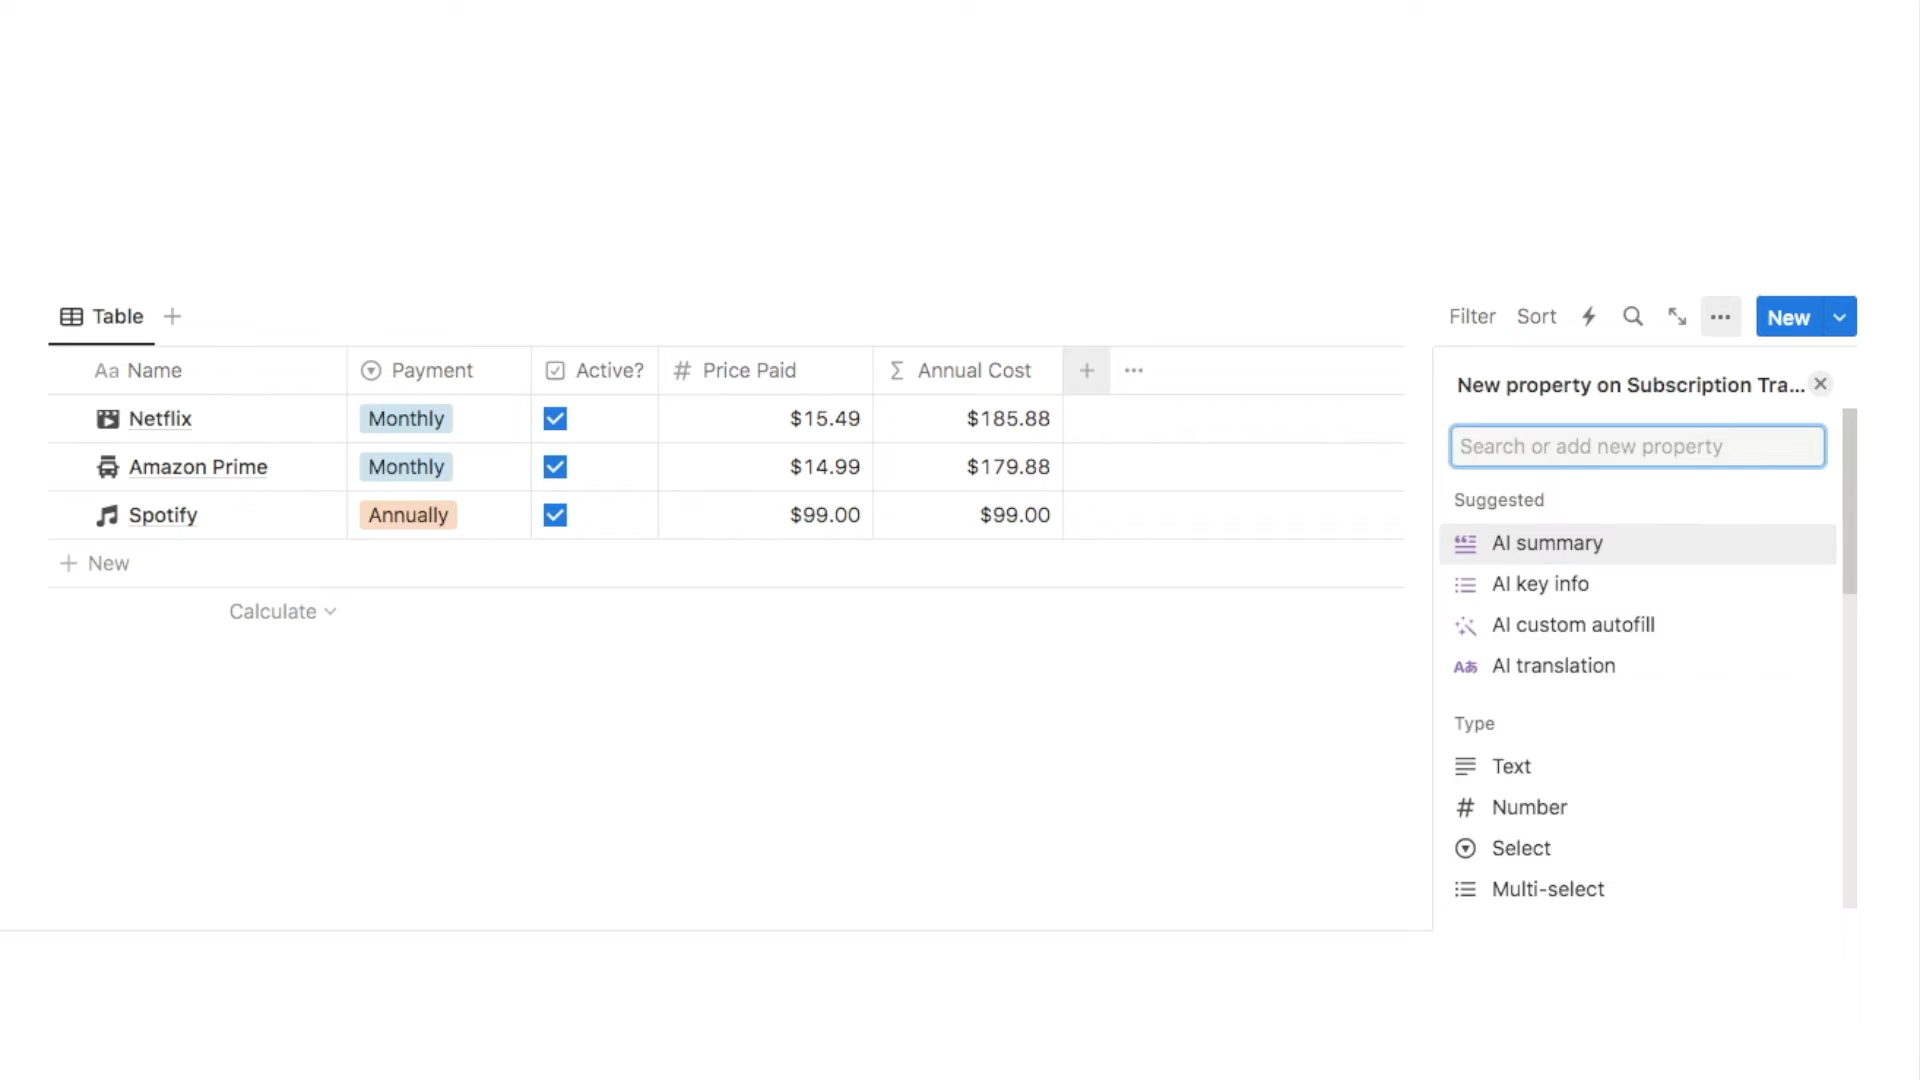 Table
Filter Sort New
Aa Name Payment Active? # Price Paid Σ Annual Cost
Netflix Monthly $15.49 $185.88
Amazon Prime Monthly $14.99 $179.88
Spotify Annually $99.00 $99.00
+ New
Calculate
New property on Subscription Tra...
Search or add new property
Suggested
AI summary
AI key info
AI custom autofill
Aあ AI translation
Type
Text
# Number
Select
Multi-select